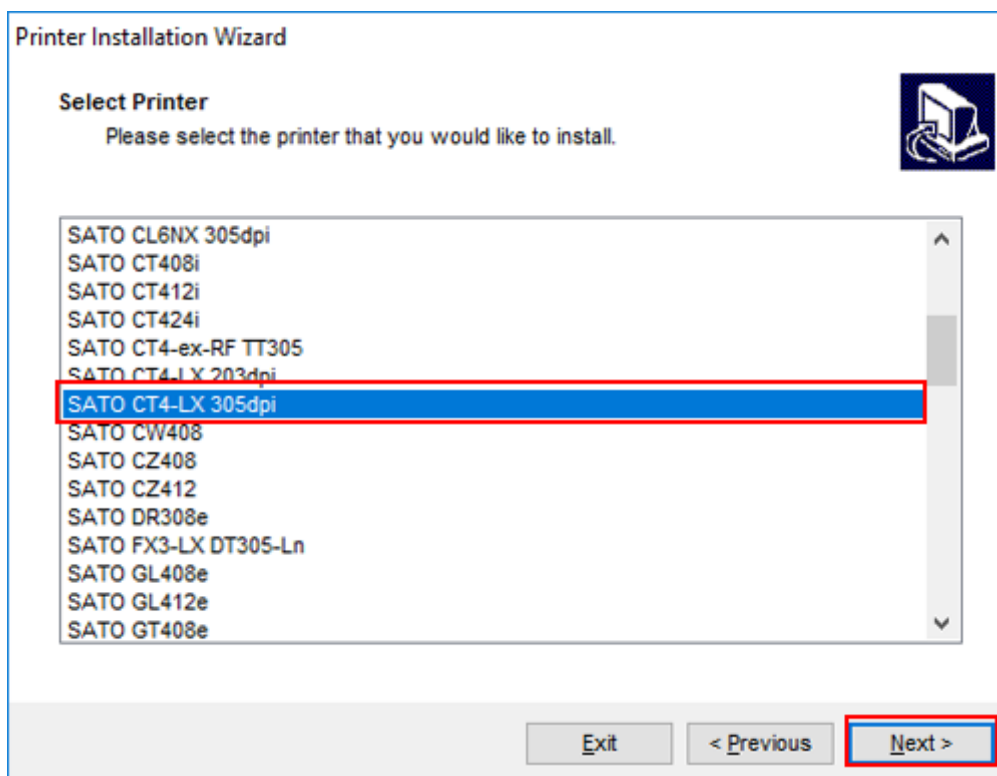 Printer Installation Wizard
Select Printer
Please select the printer that you would like to install.
SATO CL6NX 305dpi
SATO CT408i
SATO CT412i
SATO CT424i
SATO CT4-ex-RF TT305
SATO CT4-LX 203dpi
SATO CT4-LX 305dpi
SATO CW408
SATO CZ408
SATO CZ412
SATO DR308e
SATO FX3-LX DT305-Ln
SATO GL408e
SATO GL412e
SATO GT408e
Exit < Previous Next >